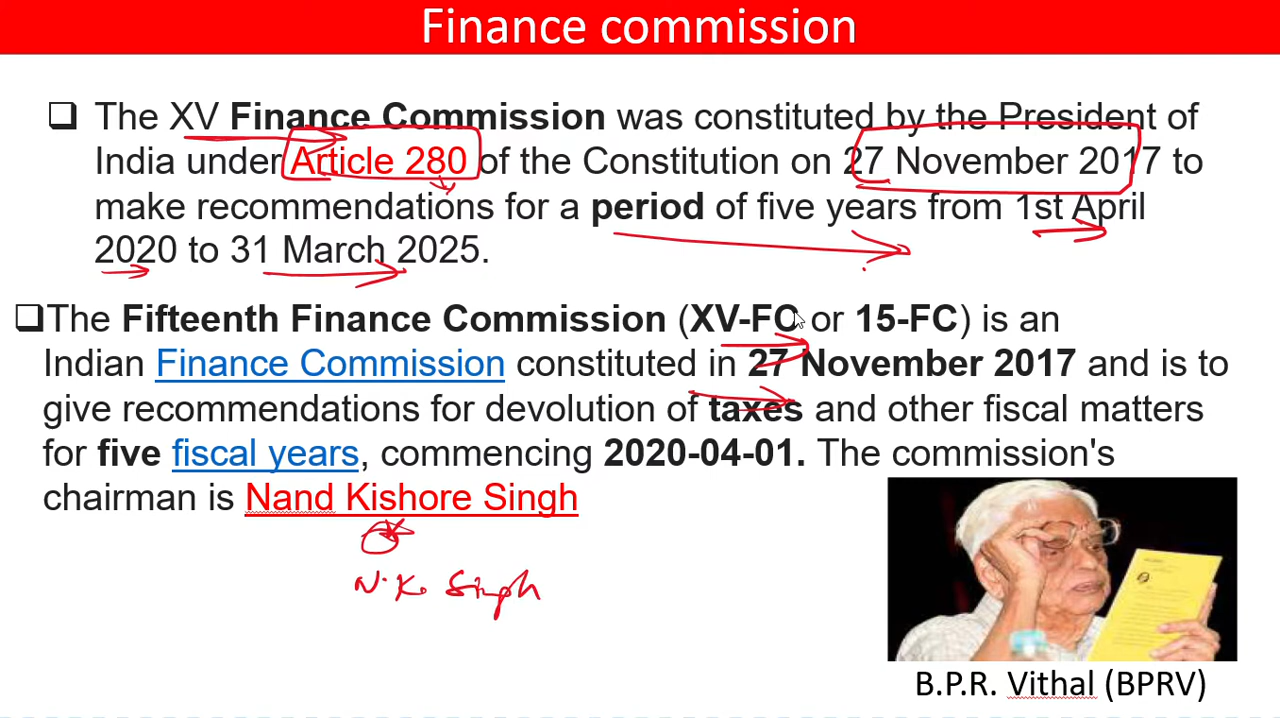 Finance commission
❑ The XV Finance Commission was constituted by the President of
India under Article 280 of the Constitution on 27 November 2017 to
make recommendations for a period of five years from 1st April
2020 to 31 March 2025.
❑The Fifteenth Finance Commission (XV-FC or 15-FC) is an
Indian Finance Commission constituted in 27 November 2017 and is to
give recommendations for devolution of taxes and other fiscal matters
for five fiscal years, commencing 2020-04-01. The commission's
chairman is Nand Kishore Singh
N.K. Singh
B.P.R. Vithal (BPRV)